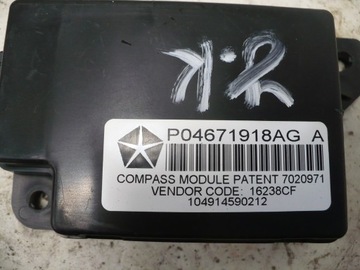 P04671918AG A
COMPASS MODULE PATENT 7020971
VENDOR CODE: 16238CF
104914590212